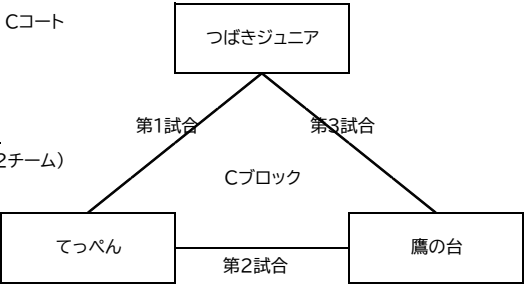 Cコート
つばきジュニア
第1試合
第3試合
2チーム）
Cブロック
てっぺん
鷹の台
第2試合